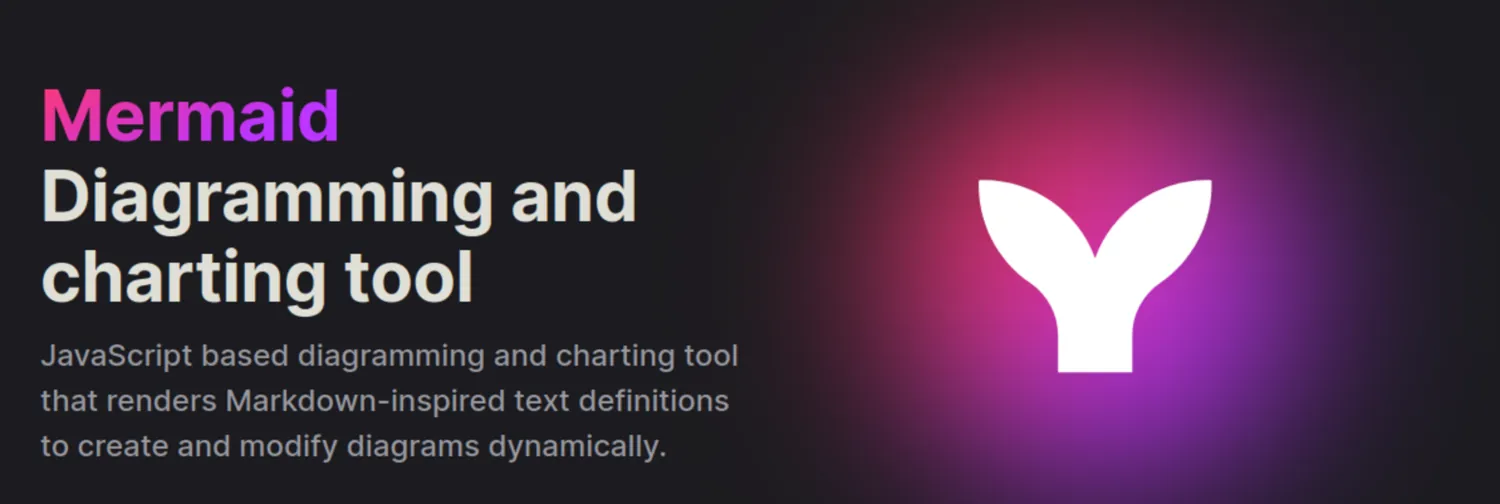 Mermaid
Diagramming and
charting tool
JavaScript based diagramming and charting tool
that renders Markdown-inspired text definitions
to create and modify diagrams dynamically.